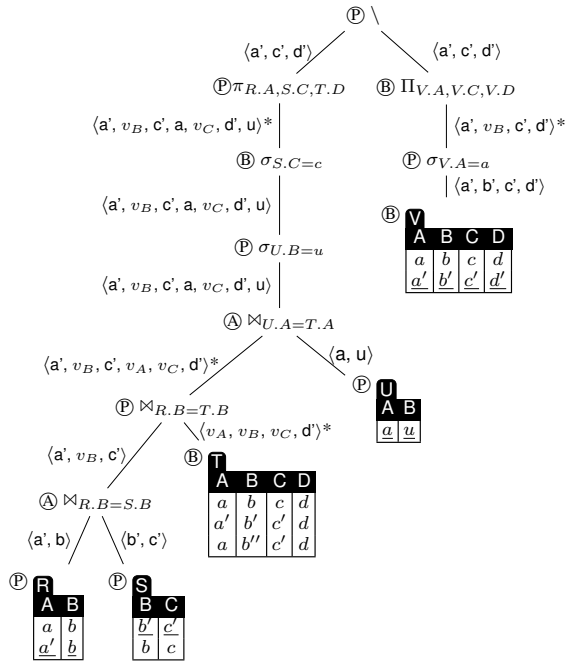 Ⓟ \
⟨a', c', d'⟩ ⟨a', c', d'⟩
Ⓟ π_{R.A,S.C,T.D} Ⓑ Π_{V.A,V.C,V.D}
⟨a', v_B, c', a, v_C, d', u⟩* ⟨a', v_B, c', d'⟩*
Ⓑ σ_{S.C=c} Ⓟ σ_{V.A=a}
⟨a', v_B, c', a, v_C, d', u⟩ ⟨a', b', c', d'⟩
Ⓑ V
A B C D
a b c d
a' b' c' d'
Ⓟ σ_{U.B=u}
⟨a', v_B, c', a, v_C, d', u⟩
Ⓐ ⋈_{U.A=T.A}
⟨a', v_B, c', v_A, v_C, d'⟩* ⟨a, u⟩
Ⓟ U
A B
a u
Ⓟ ⋈_{R.B=T.B}
⟨a', v_B, c'⟩ ⟨v_A, v_B, v_C, d'⟩*
Ⓑ T
A B C D
a b c d
a' b' c' d
a b'' c' d
Ⓐ ⋈_{R.B=S.B}
⟨a', b⟩ ⟨b', c'⟩
Ⓟ R
A B
a b
a' b
Ⓟ S
B C
b' c'
b c